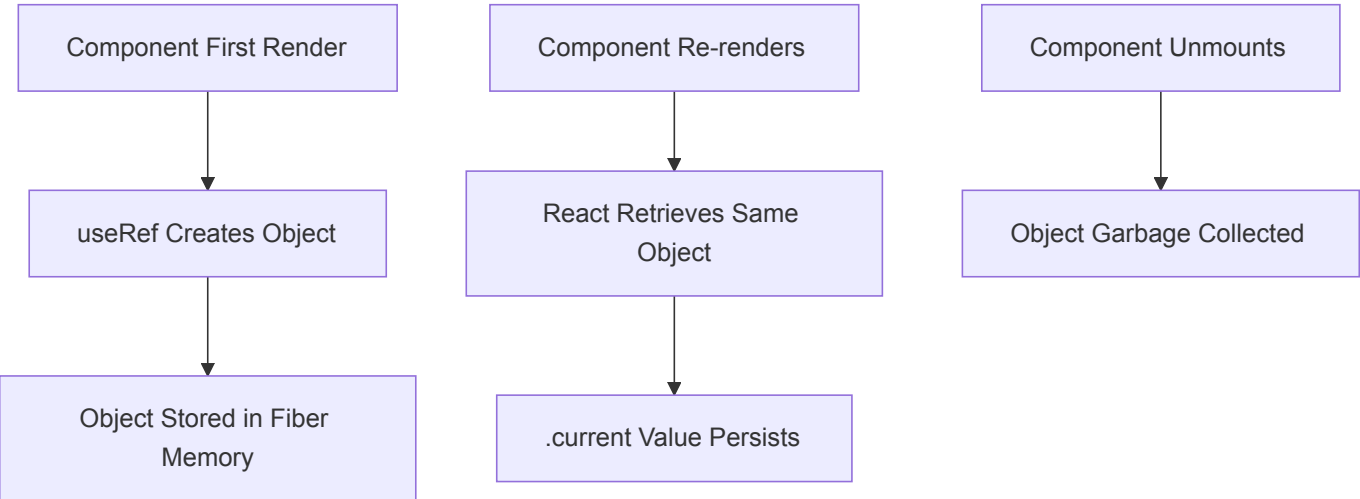 Component First Render
useRef Creates Object
Object Stored in Fiber
Memory
Component Re-renders
React Retrieves Same
Object
.current Value Persists
Component Unmounts
Object Garbage Collected